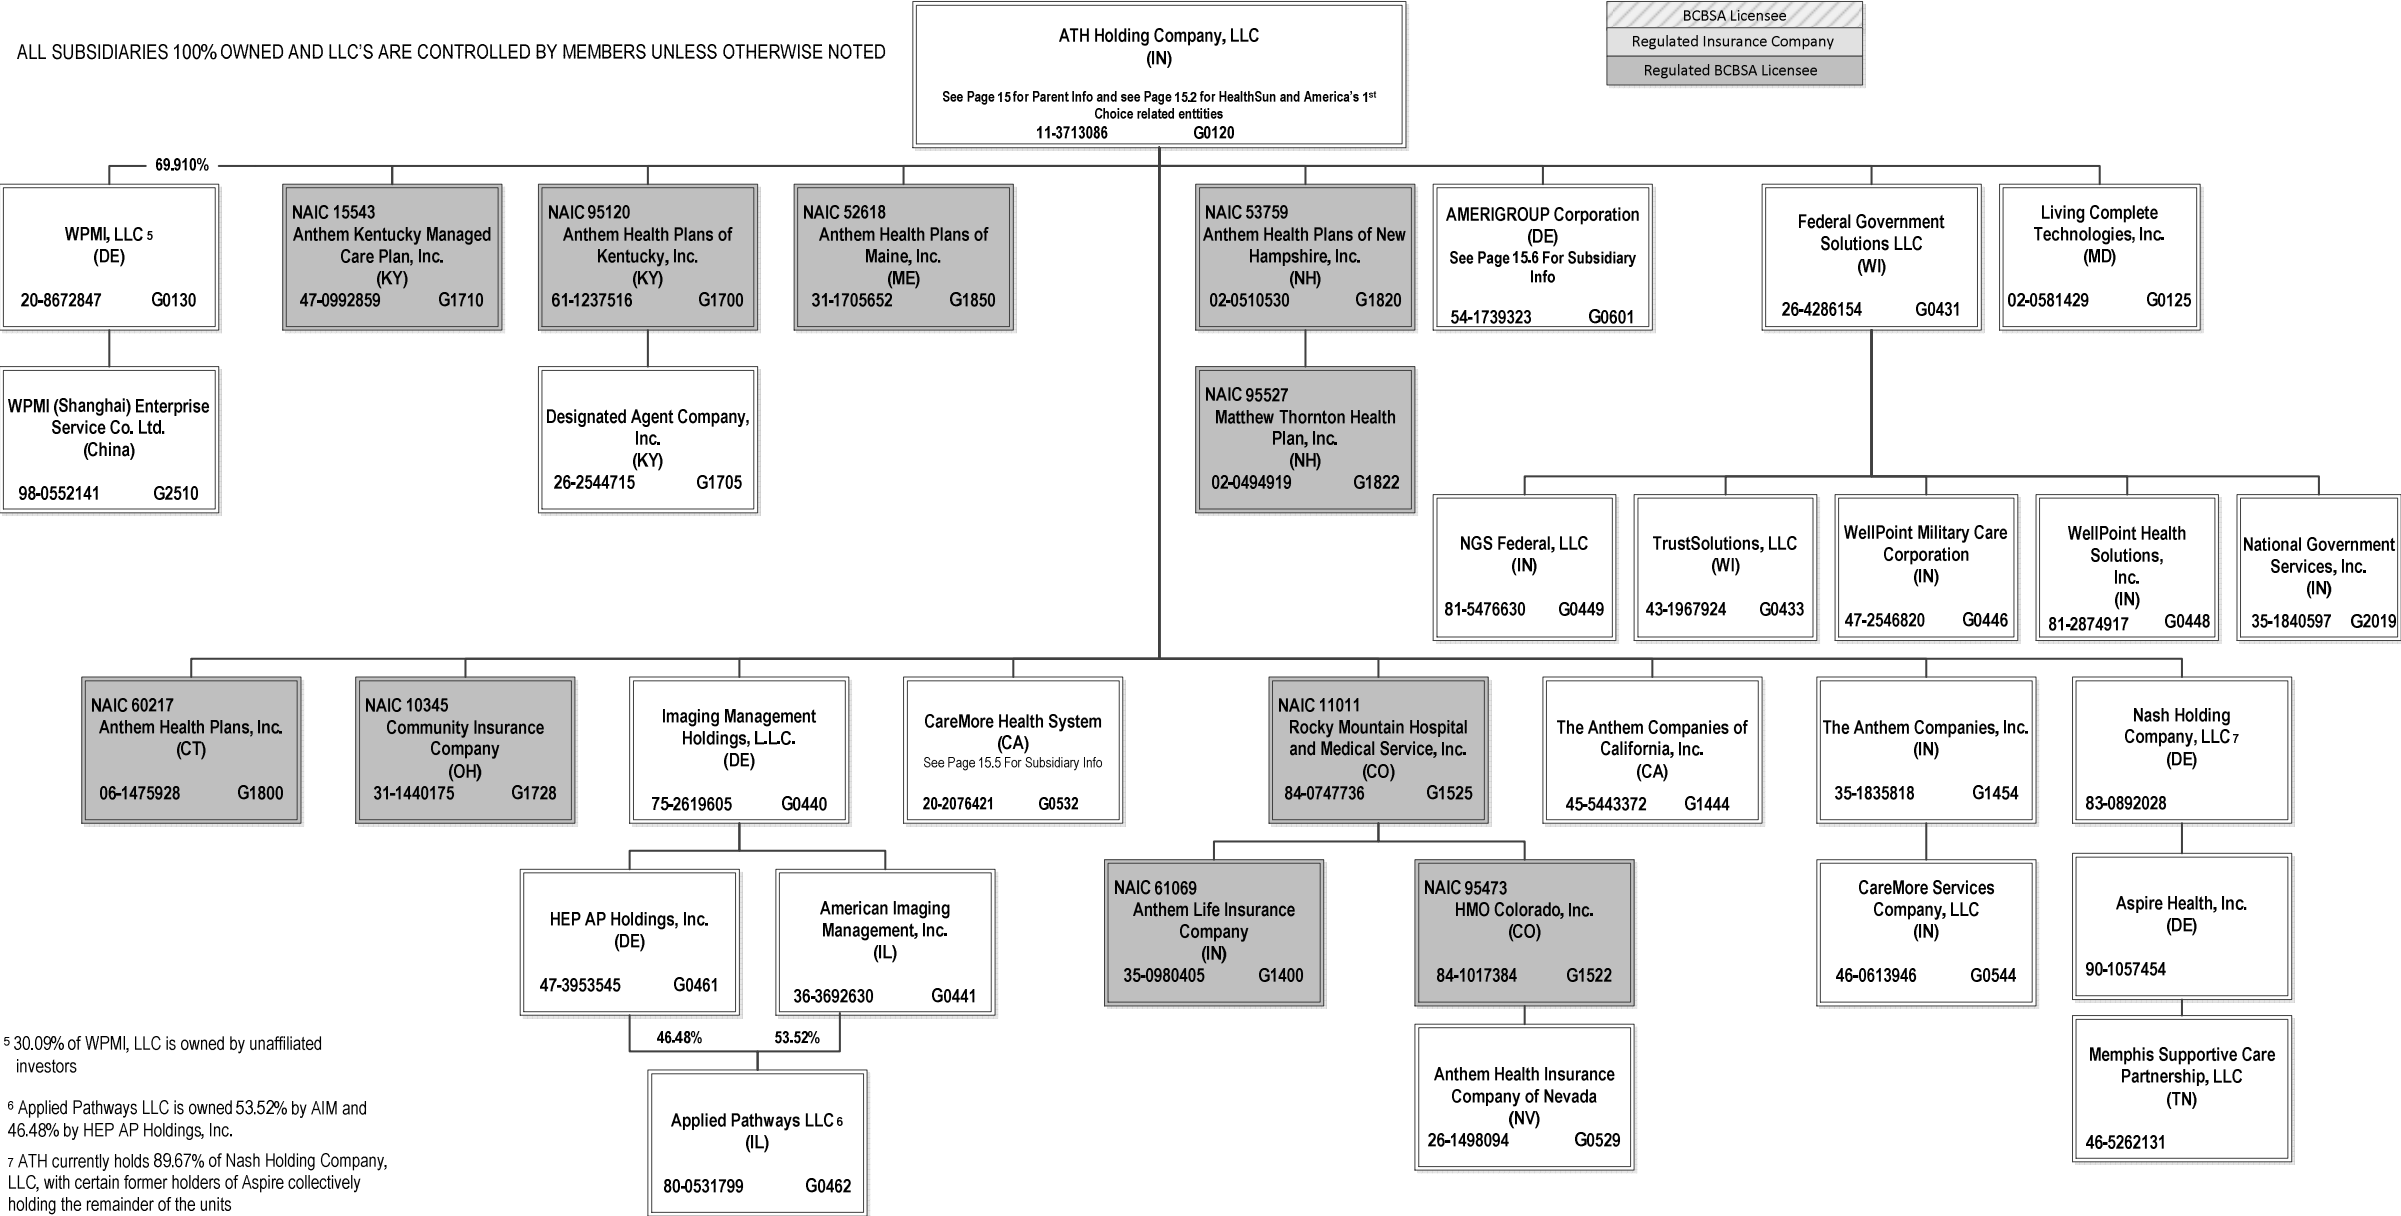 ALL SUBSIDIARIES 100% OWNED AND LLC'S ARE CONTROLLED BY MEMBERS UNLESS OTHERWISE NOTED
ATH Holding Company, LLC
(IN)
See Page 15 for Parent Info and see Page 15.2 for HealthSun and America's 1st
Choice related enttities
11-3713086 G0120
BCBSA Licensee
Regulated Insurance Company
Regulated BCBSA Licensee
69.910%
WPMI, LLC 5
(DE)
20-8672847 G0130
NAIC 15543
Anthem Kentucky Managed
Care Plan, Inc.
(KY)
47-0992859 G1710
NAIC 95120
Anthem Health Plans of
Kentucky, Inc.
(KY)
61-1237516 G1700
NAIC 52618
Anthem Health Plans of
Maine, Inc.
(ME)
31-1705652 G1850
NAIC 53759
Anthem Health Plans of New
Hampshire, Inc.
(NH)
02-0510530 G1820
AMERIGROUP Corporation
(DE)
See Page 15.6 For Subsidiary
Info
54-1739323 G0601
Federal Government
Solutions LLC
(WI)
26-4286154 G0431
Living Complete
Technologies, Inc.
(MD)
02-0581429 G0125
WPMI (Shanghai) Enterprise
Service Co. Ltd.
(China)
98-0552141 G2510
Designated Agent Company,
Inc.
(KY)
26-2544715 G1705
NAIC 95527
Matthew Thornton Health
Plan, Inc.
(NH)
02-0494919 G1822
NGS Federal, LLC
(IN)
81-5476630 G0449
TrustSolutions, LLC
(WI)
43-1967924 G0433
WellPoint Military Care
Corporation
(IN)
47-2546820 G0446
WellPoint Health
Solutions,
Inc.
(IN)
81-2874917 G0448
National Government
Services, Inc.
(IN)
35-1840597 G2019
NAIC 60217
Anthem Health Plans, Inc.
(CT)
06-1475928 G1800
NAIC 10345
Community Insurance
Company
(OH)
31-1440175 G1728
Imaging Management
Holdings, L.L.C.
(DE)
75-2619605 G0440
CareMore Health System
(CA)
See Page 15.5 For Subsidiary Info
20-2076421 G0532
NAIC 11011
Rocky Mountain Hospital
and Medical Service, Inc.
(CO)
84-0747736 G1525
The Anthem Companies of
California, Inc.
(CA)
45-5443372 G1444
The Anthem Companies, Inc.
(IN)
35-1835818 G1454
Nash Holding
Company, LLC 7
(DE)
83-0892028
HEP AP Holdings, Inc.
(DE)
47-3953545 G0461
American Imaging
Management, Inc.
(IL)
36-3692630 G0441
NAIC 61069
Anthem Life Insurance
Company
(IN)
35-0980405 G1400
NAIC 95473
HMO Colorado, Inc.
(CO)
84-1017384 G1522
CareMore Services
Company, LLC
(IN)
46-0613946 G0544
Aspire Health, Inc.
(DE)
90-1057454
46.48% 53.52%
Applied Pathways LLC 6
(IL)
80-0531799 G0462
Anthem Health Insurance
Company of Nevada
(NV)
26-1498094 G0529
Memphis Supportive Care
Partnership, LLC
(TN)
46-5262131
5 30.09% of WPMI, LLC is owned by unaffiliated
investors
6 Applied Pathways LLC is owned 53.52% by AIM and
46.48% by HEP AP Holdings, Inc.
7 ATH currently holds 89.67% of Nash Holding Company,
LLC, with certain former holders of Aspire collectively
holding the remainder of the units